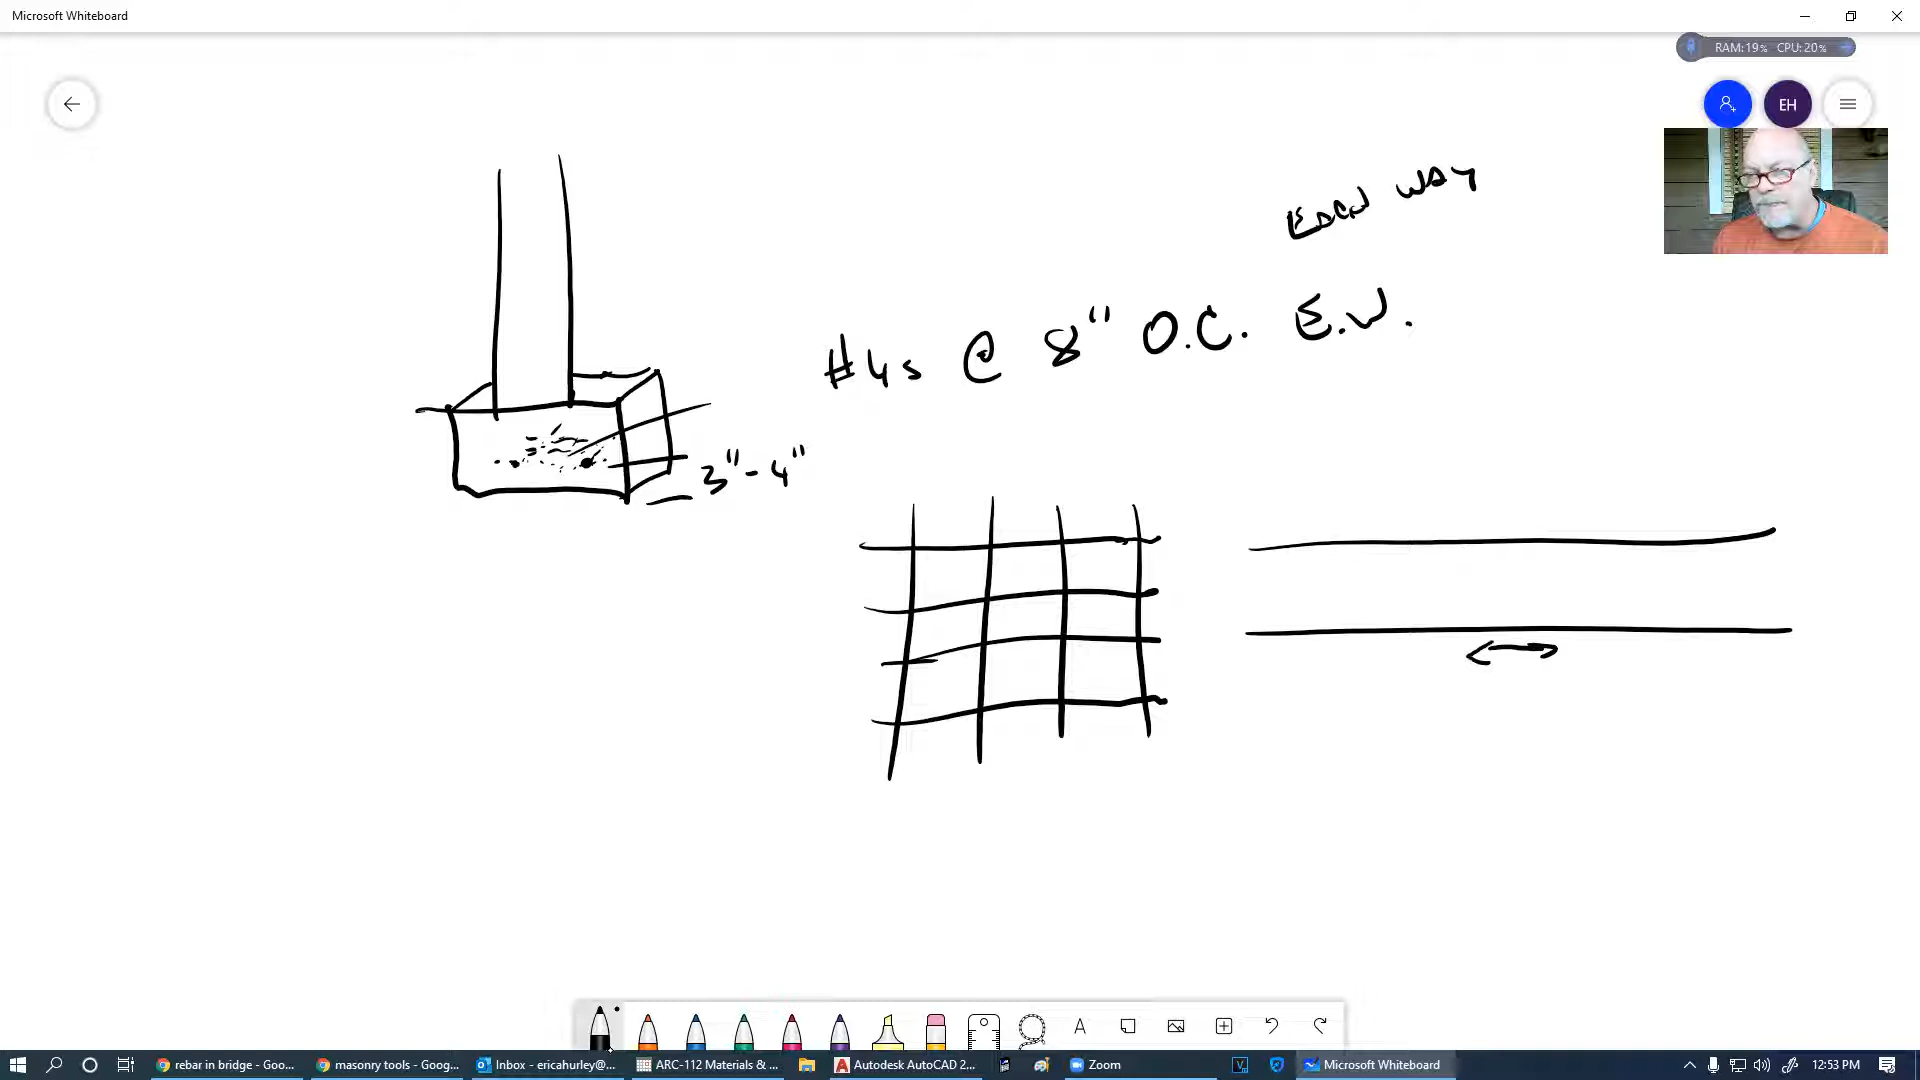 Microsoft Whiteboard
RAM:19% CPU:20%
EH
EACH WAY
#4s @ 8" O.C. E.W.
3"-4"
A
rebar in bridge - Goo...
masonry tools - Goog...
Inbox - ericahurley@...
ARC-112 Materials & ...
Autodesk AutoCAD 2...
Zoom
Microsoft Whiteboard
12:53 PM